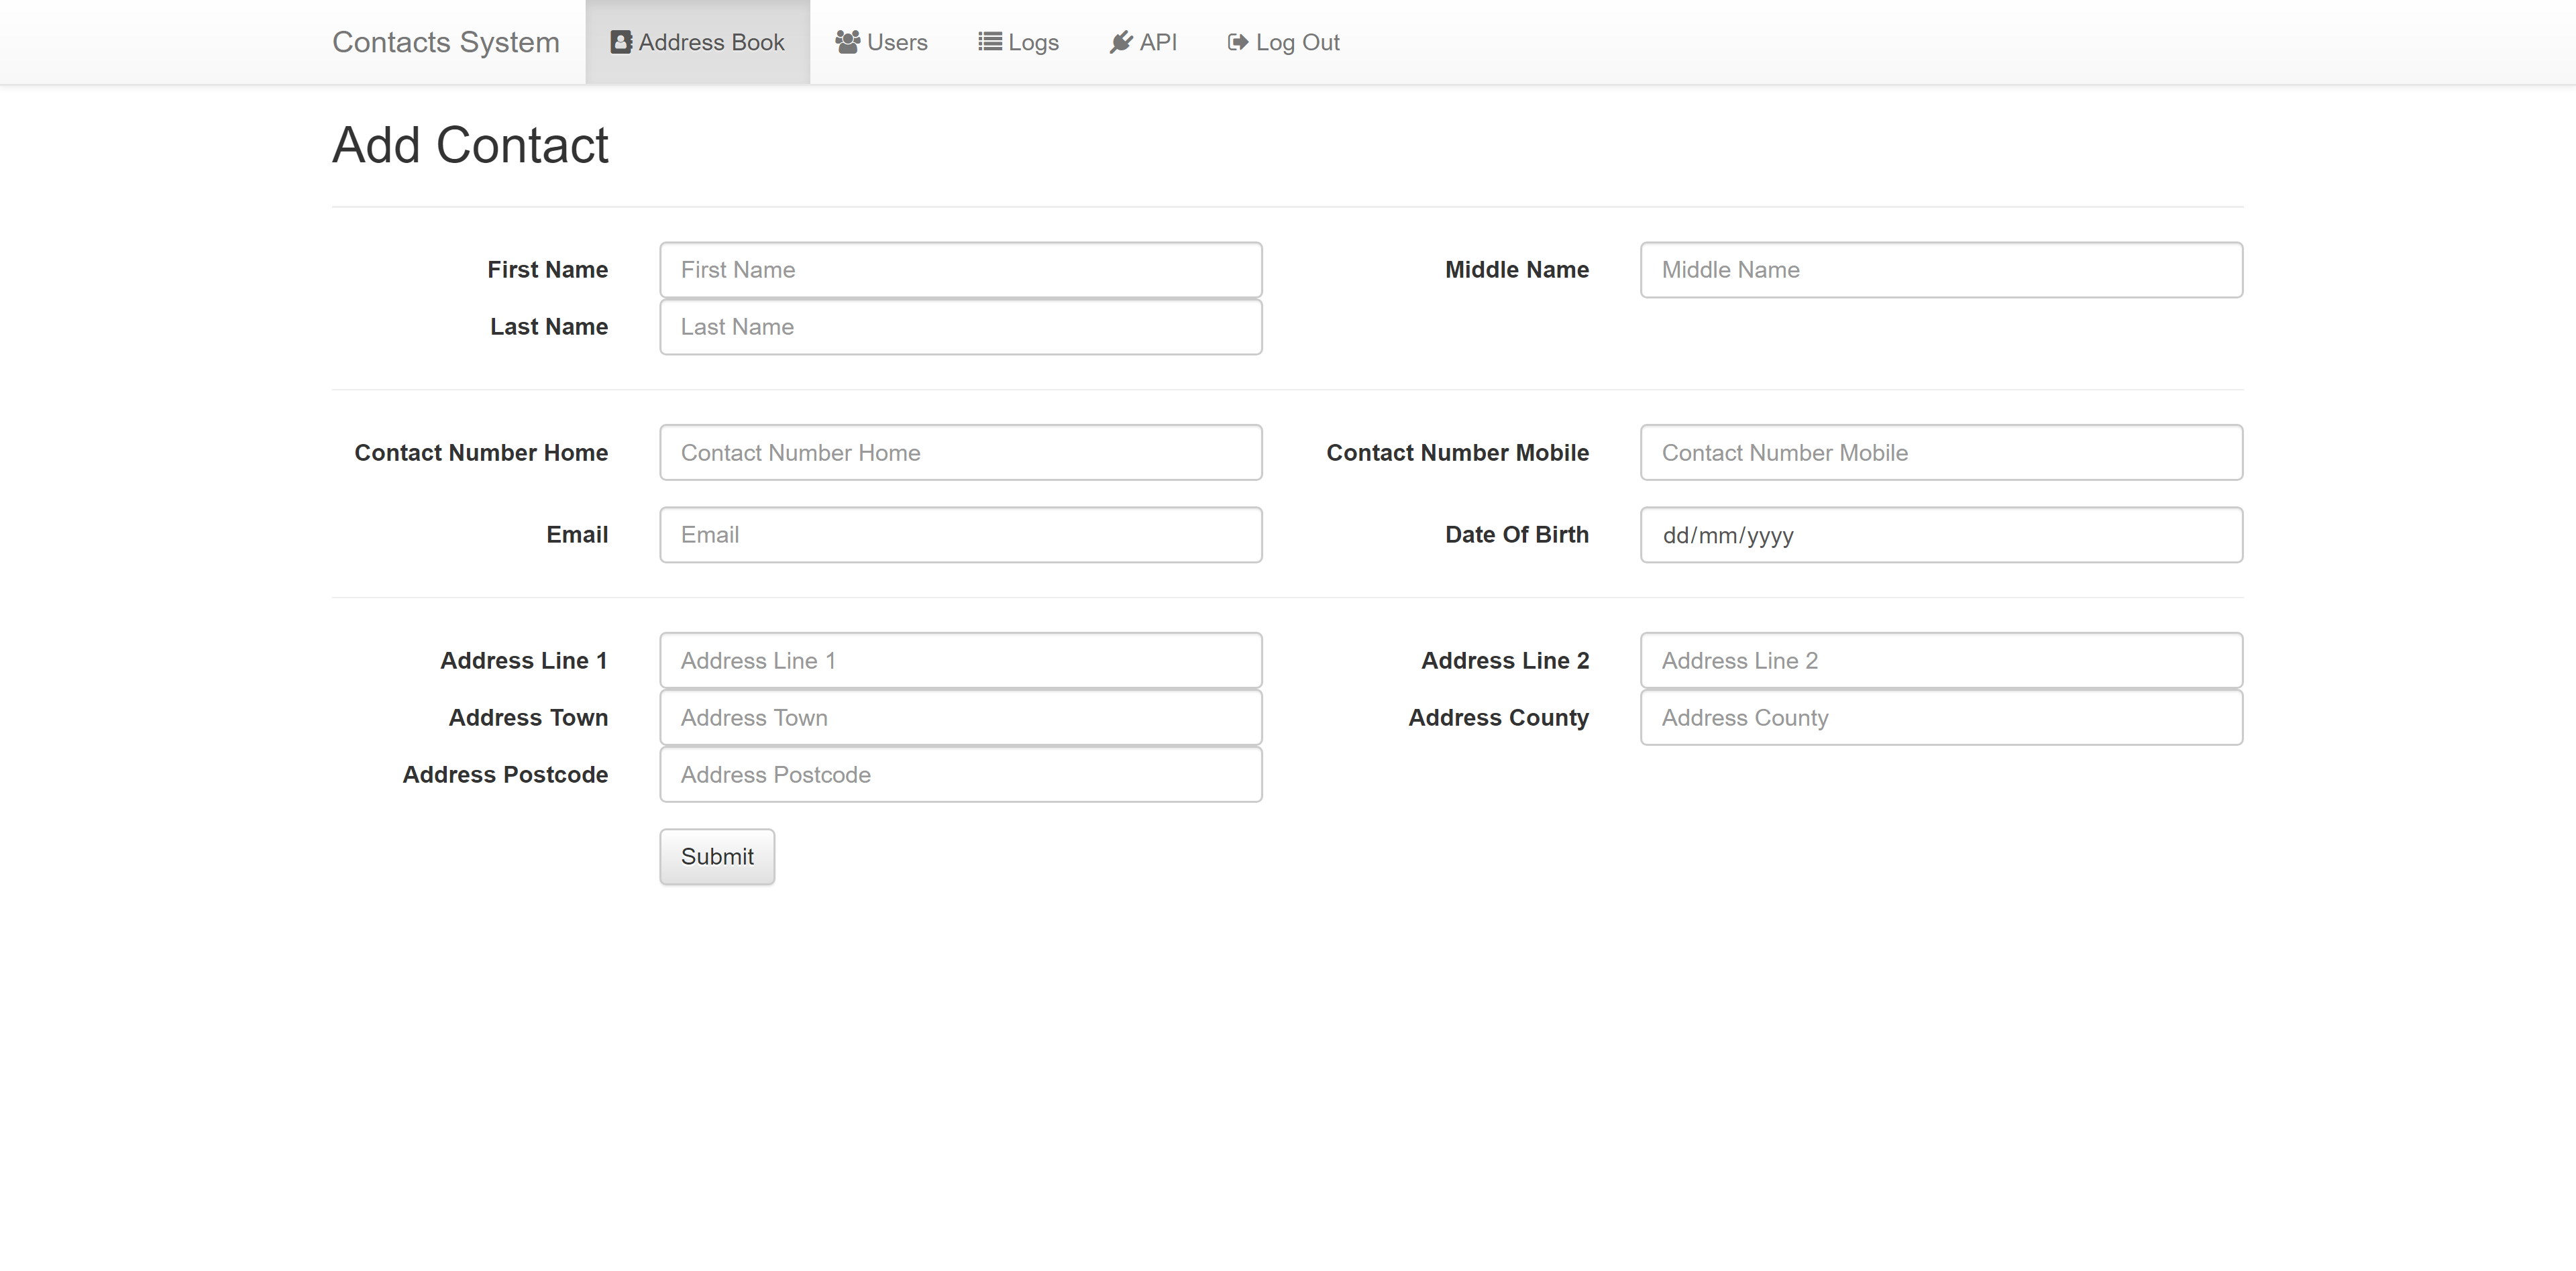 Contacts System Address Book Users Logs API Log Out
Add Contact
First Name First Name Middle Name Middle Name
Last Name Last Name
Contact Number Home Contact Number Home Contact Number Mobile Contact Number Mobile
Email Email Date Of Birth dd/mm/yyyy
Address Line 1 Address Line 1 Address Line 2 Address Line 2
Address Town Address Town Address County Address County
Address Postcode Address Postcode
Submit